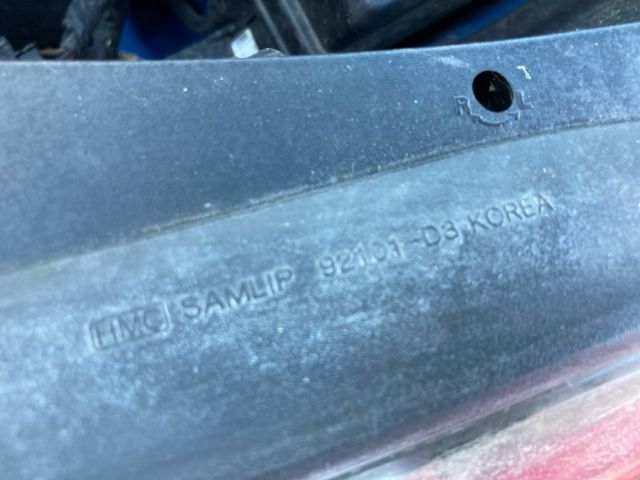 R L
HMC SAMLIP 92101-D3 KOREA